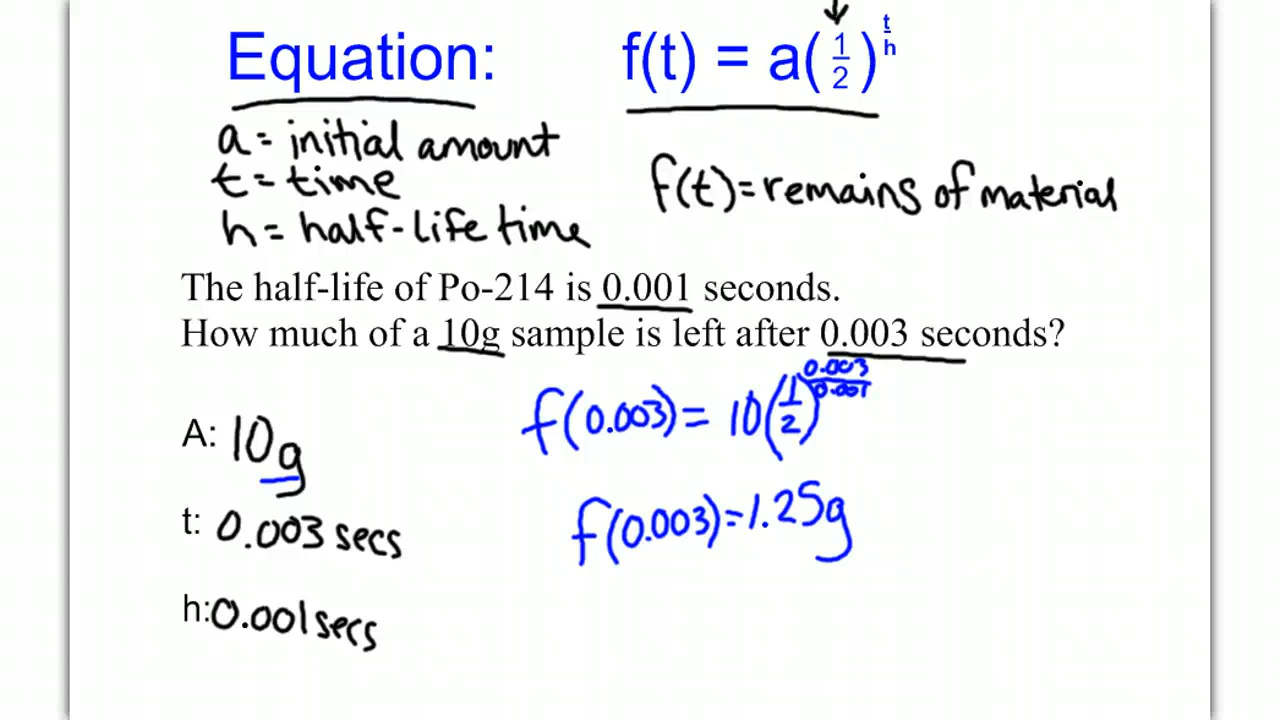 Equation: f(t) = a(1/2)^t/h
a = initial amount
t = time
f(t) = remains of material
h = half-life time
The half-life of Po-214 is 0.001 seconds.
How much of a 10g sample is left after 0.003 seconds?
f(0.003) = 10(1/2)^0.003/0.001
A: 10g
f(0.003) = 1.25g
t: 0.003 secs
h: 0.001 secs